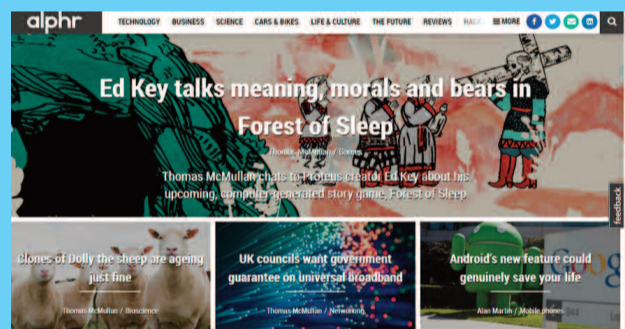 alphr
TECHNOLOGY BUSINESS SCIENCE CARS & BIKES LIFE & CULTURE THE FUTURE REVIEWS HACK MORE
Ed Key talks meaning, morals and bears in
Forest of Sleep
Thomas McMullan / Games
Thomas McMullan chats to Proteus creator Ed Key about his
upcoming, computer-generated story game, Forest of Sleep
feedback
Clones of Dolly the sheep are ageing
just fine
Thomas McMullan / Bioscience
UK councils want government
guarantee on universal broadband
Thomas McMullan / Networking
Android's new feature could
genuinely save your life
Alan Martin / Mobile phones
Goog